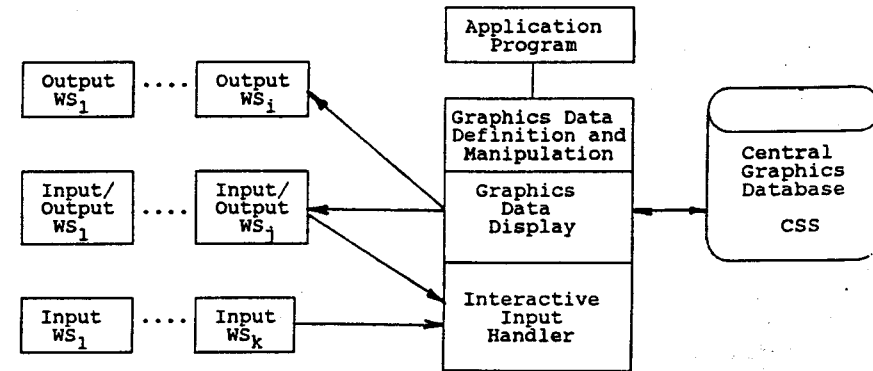 Application
Program
Output
WS1
....
Output
WSi
Graphics Data
Definition and
Manipulation
Central
Graphics
Database
CSS
Input/
Output
WS1
....
Input/
Output
WSj
Graphics
Data
Display
Input
WS1
....
Input
WSk
Interactive
Input
Handler